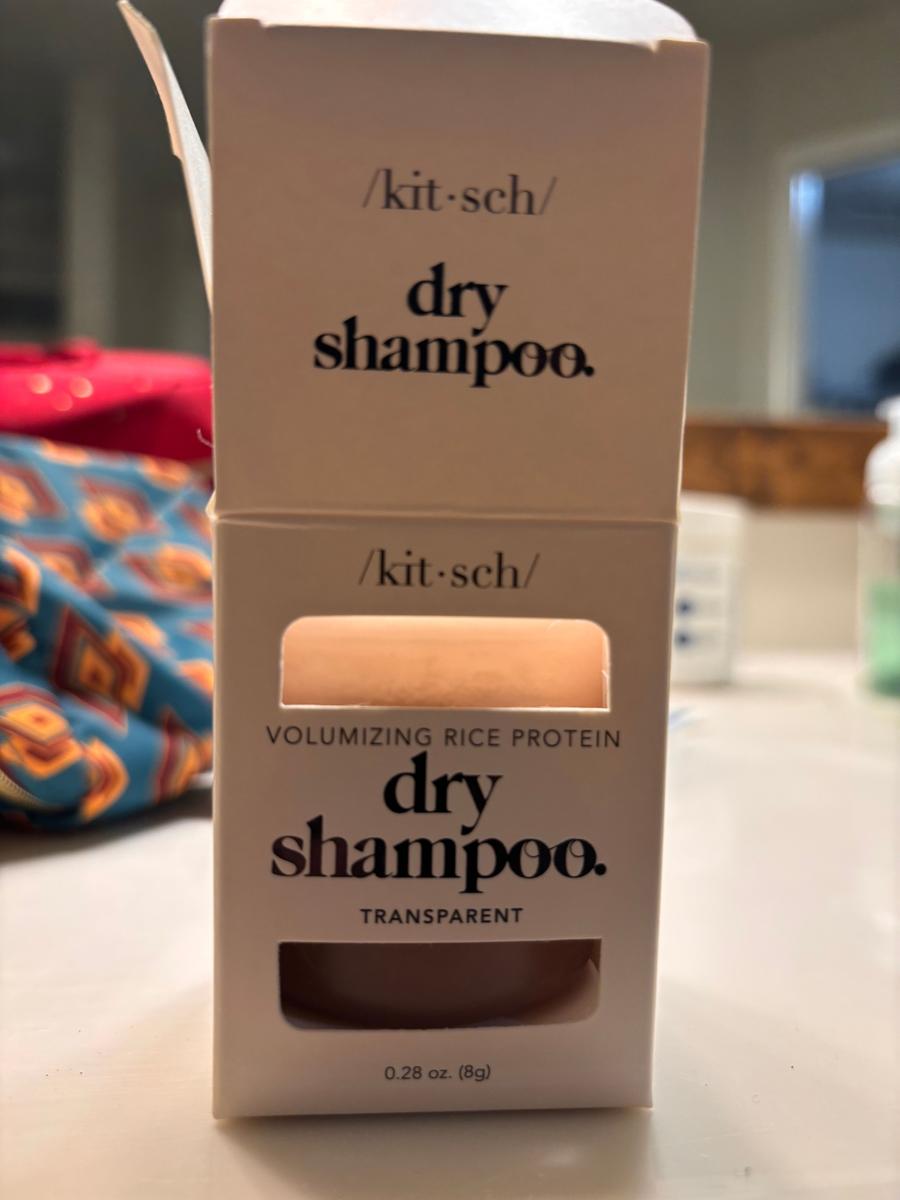 /kit·sch/
dry
shampoo.
/kit·sch/
VOLUMIZING RICE PROTEIN
dry
shampoo.
TRANSPARENT
0.28 oz. (8g)